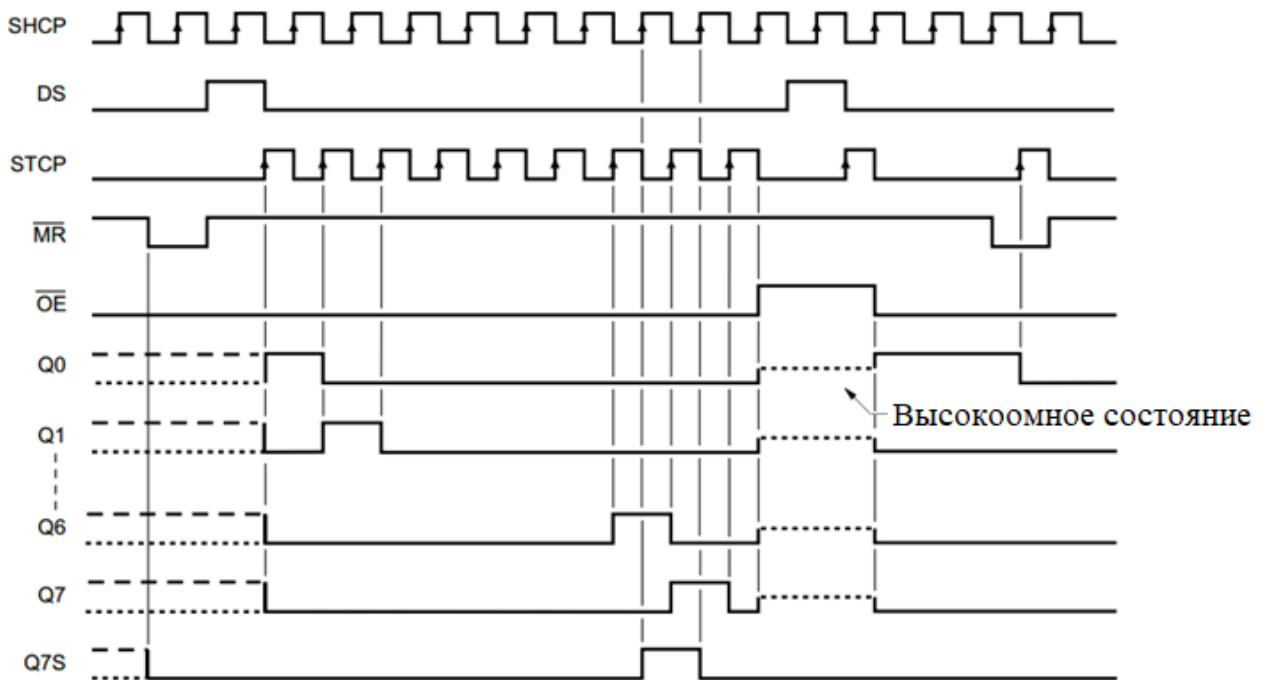 SHCP
DS
STCP
MR
OE
Q0
Высокоомное состояние
Q1
Q6
Q7
Q7S